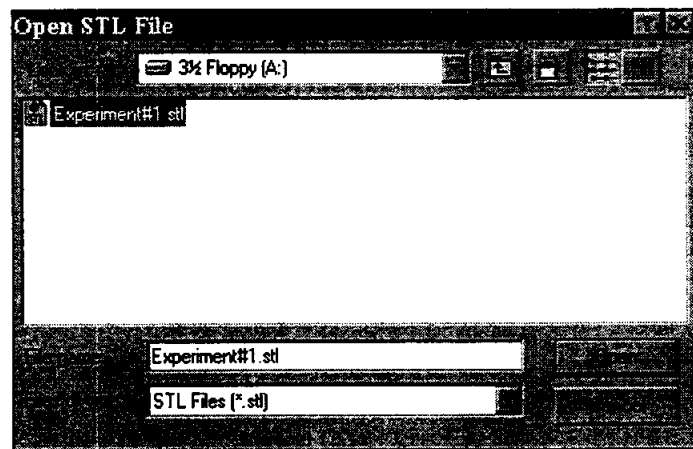 Open STL File
3½ Floppy (A:)
Experiment#1.stl
Experiment#1.stl
STL Files (*.stl)